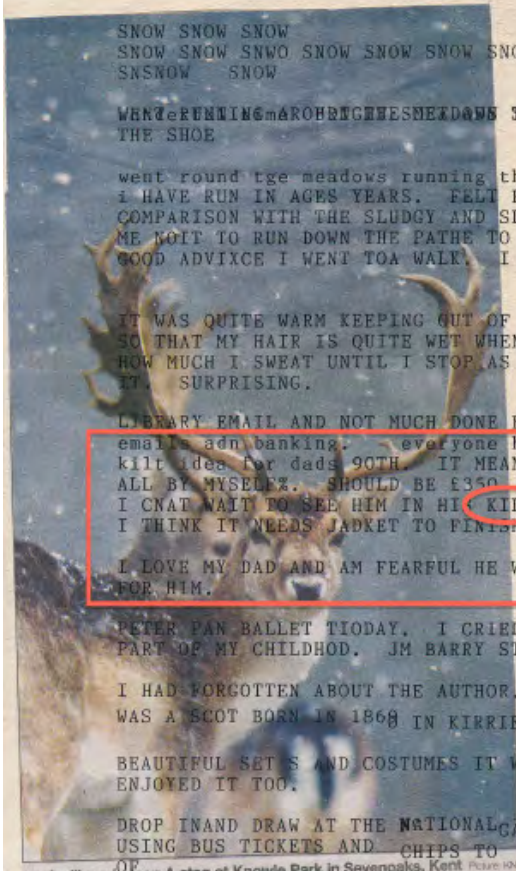 SNOW SNOW SNOW
SNOW SNOW SNWO SNOW SNOW SNOW
SNSNOW SNOW
THE SHOE
went round tge meadows running
i HAVE RUN IN AGES YEARS. FELT
COMPARISON WITH THE SLUDGY AND
ME NOIT TO RUN DOWN THE PATHE TO
GOOD ADVIXCE I WENT TOA WALK. I
IT WAS QUITE WARM KEEPING OUT OF
SO THAT MY HAIR IS QUITE WET WHEN
HOW MUCH I SWEAT UNTIL I STOP AS
IT. SURPRISING.
LIBRARY EMAIL AND NOT MUCH DONE
emails adn banking. everyone
kilt idea for dads 90TH. IT MEAN
ALL BY MYSELF%. SHOULD BE £350
I CNAT WAIT TO SEE HIM IN HI
I THINK IT NEEDS JADKET TO FINISH
I LOVE MY DAD AND AM FEARFUL HE
FOR HIM.
PETER PAN BALLET TIODAY. I CRIED
PART OF MY CHILDHOD. JM BARRY
I HAD FORGOTTEN ABOUT THE AUTHOR.
WAS A SCOT BORN IN 1860 IN KIRRIE
BEAUTIFUL SET S AND COSTUMES IT
ENJOYED IT TOO.
DROP INAND DRAW AT THE NATIONAL
USING BUS TICKETS AND CHIPS TO
OF
A stag at Knowle Park in Sevenoaks, Kent